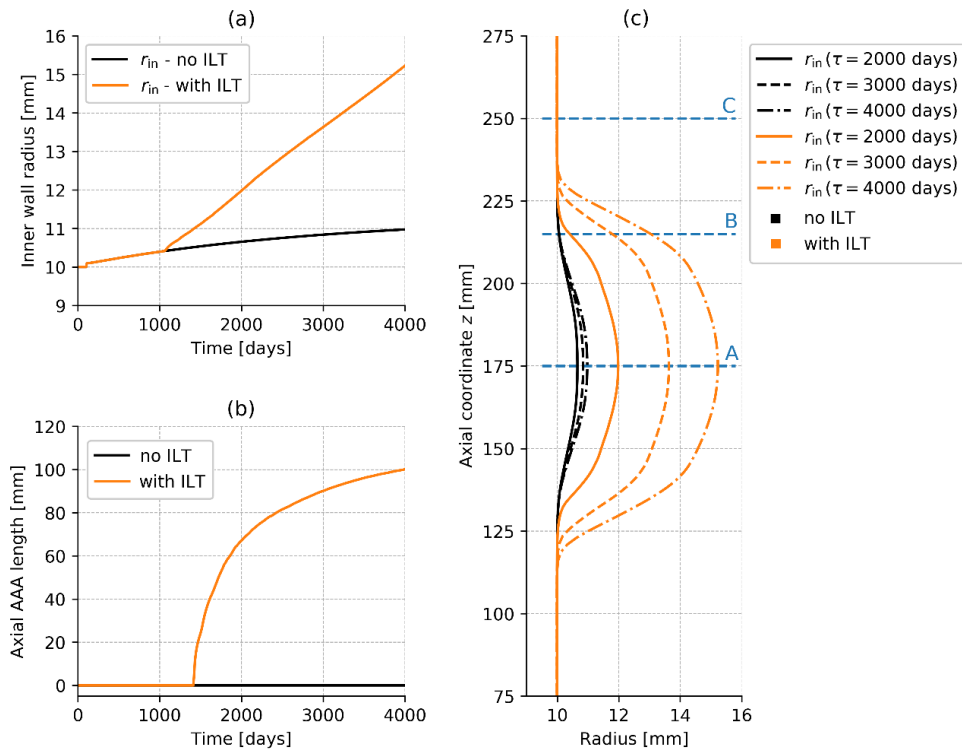 (a)
16
15
14
13
12
11
10
9
Inner wall radius [mm]
r_in - no ILT
r_in - with ILT
0 1000 2000 3000 4000
Time [days]
(b)
120
100
80
60
40
20
0
Axial AAA length [mm]
no ILT
with ILT
0 1000 2000 3000 4000
Time [days]
(c)
275
250
225
200
175
150
125
100
75
Axial coordinate z [mm]
C
B
A
10 12 14 16
Radius [mm]
r_in (τ = 2000 days)
r_in (τ = 3000 days)
r_in (τ = 4000 days)
r_in (τ = 2000 days)
r_in (τ = 3000 days)
r_in (τ = 4000 days)
no ILT
with ILT